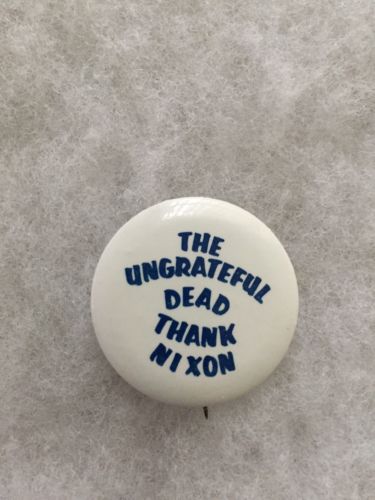 THE
UNGRATEFUL
DEAD
THANK
NIXON